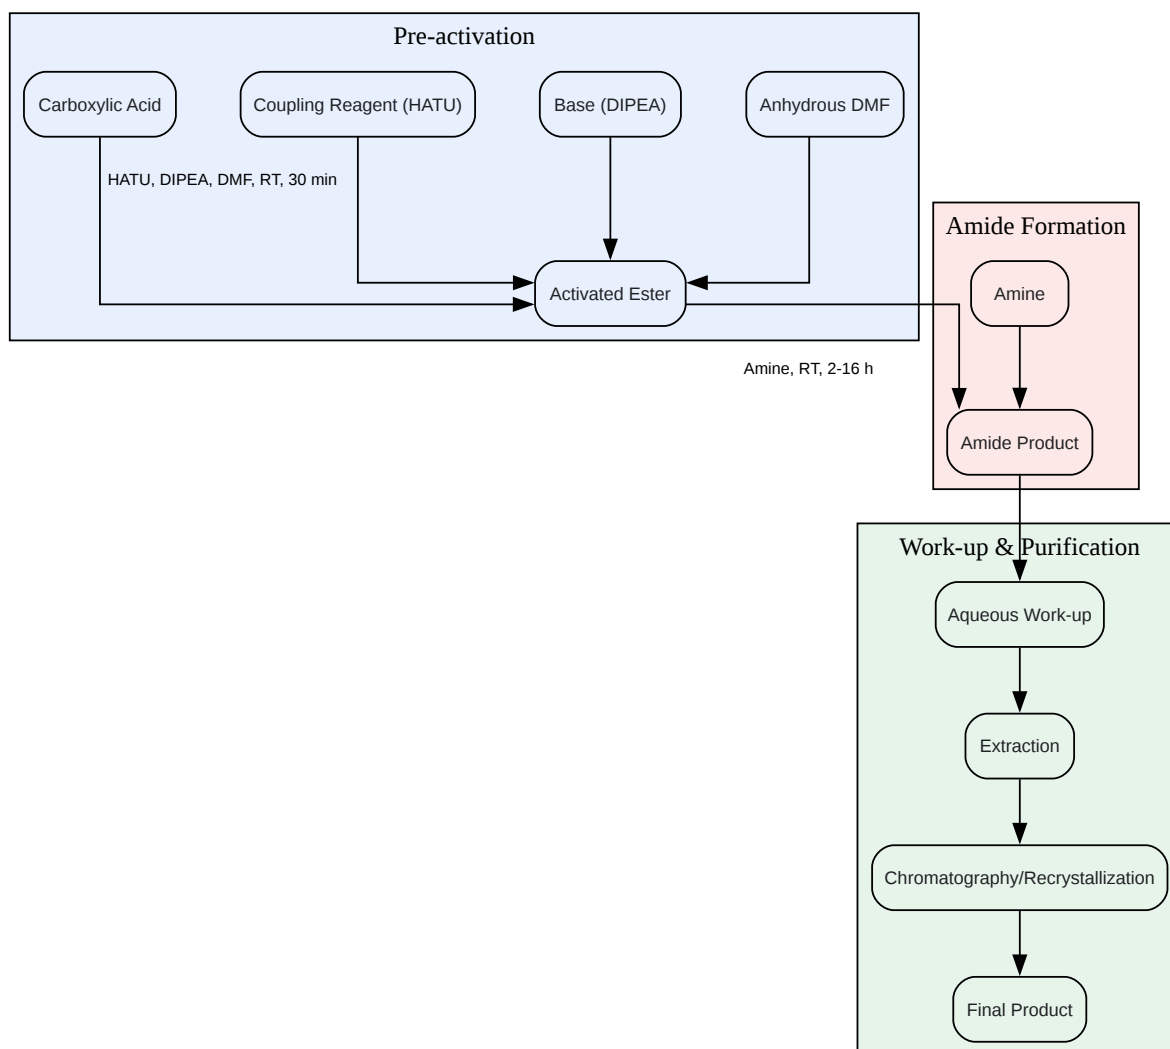 Pre-activation
Carboxylic Acid
Coupling Reagent (HATU)
Base (DIPEA)
Anhydrous DMF
HATU, DIPEA, DMF, RT, 30 min
Amide Formation
Activated Ester
Amine
Amine, RT, 2-16 h
Amide Product
Work-up & Purification
Aqueous Work-up
Extraction
Chromatography/Recrystallization
Final Product